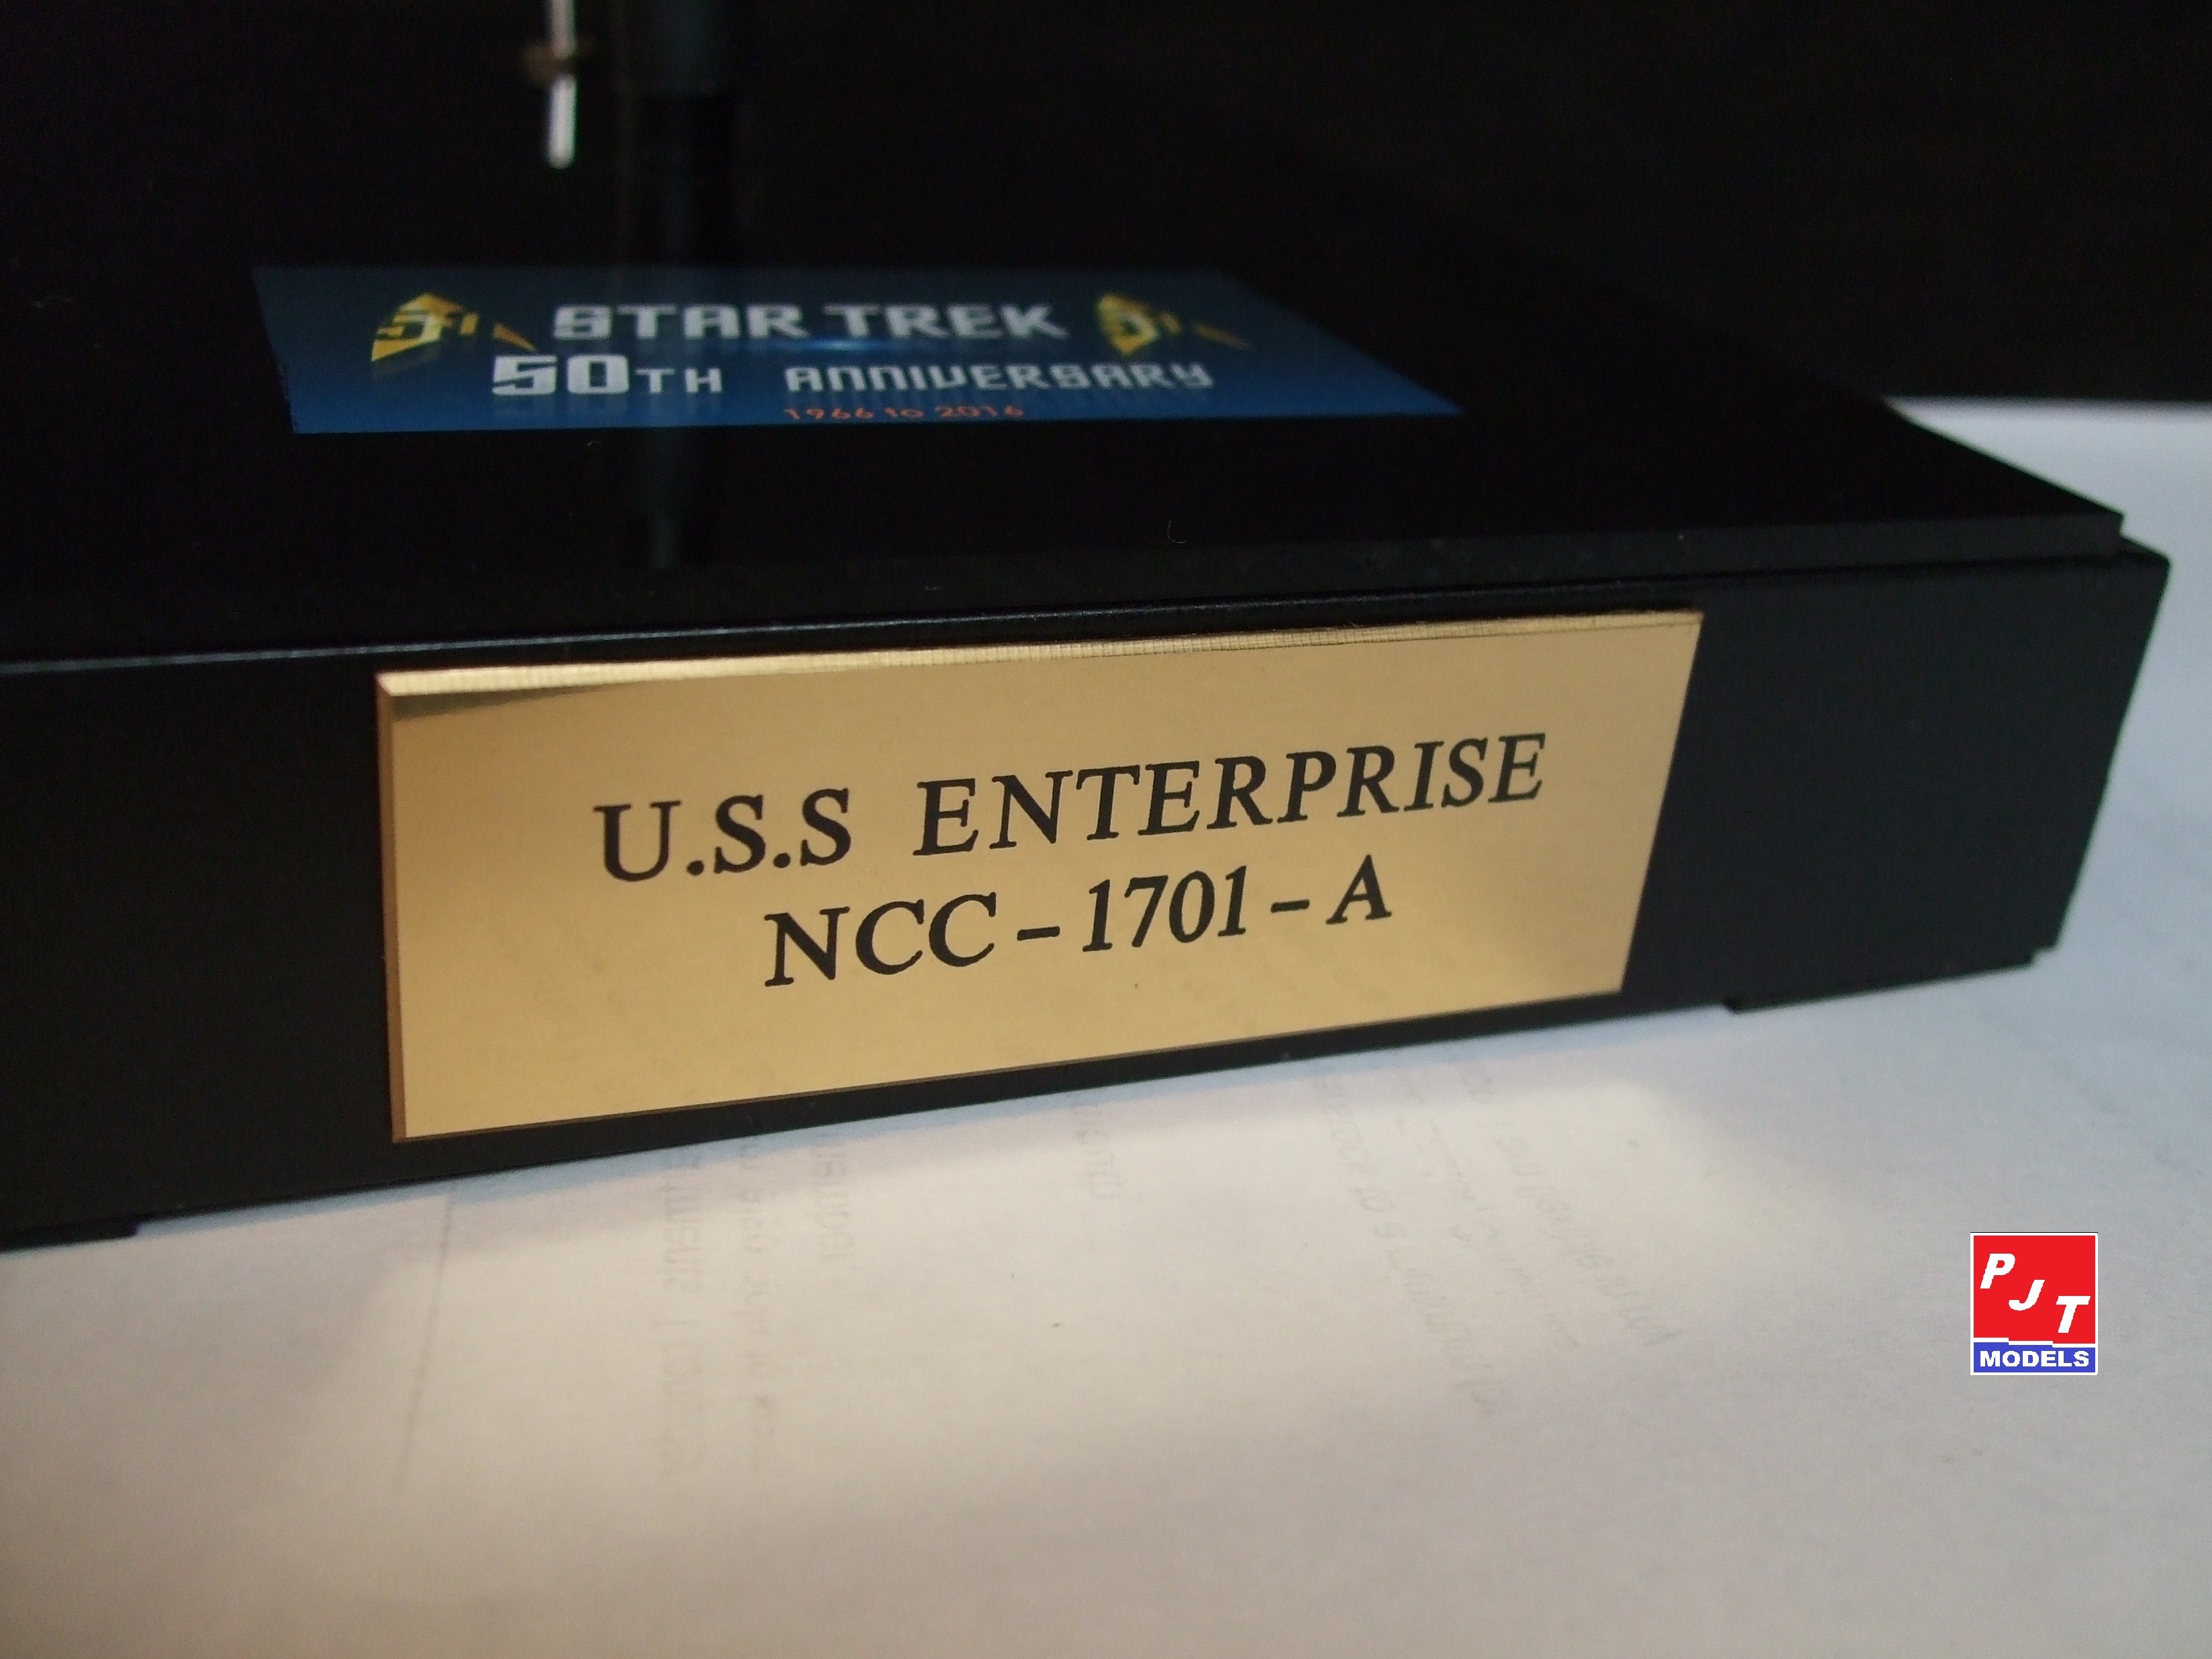 STAR TREK
50TH ANNIVERSARY
1966 to 2016
U.S.S ENTERPRISE
NCC-1701-A
PJT
MODELS